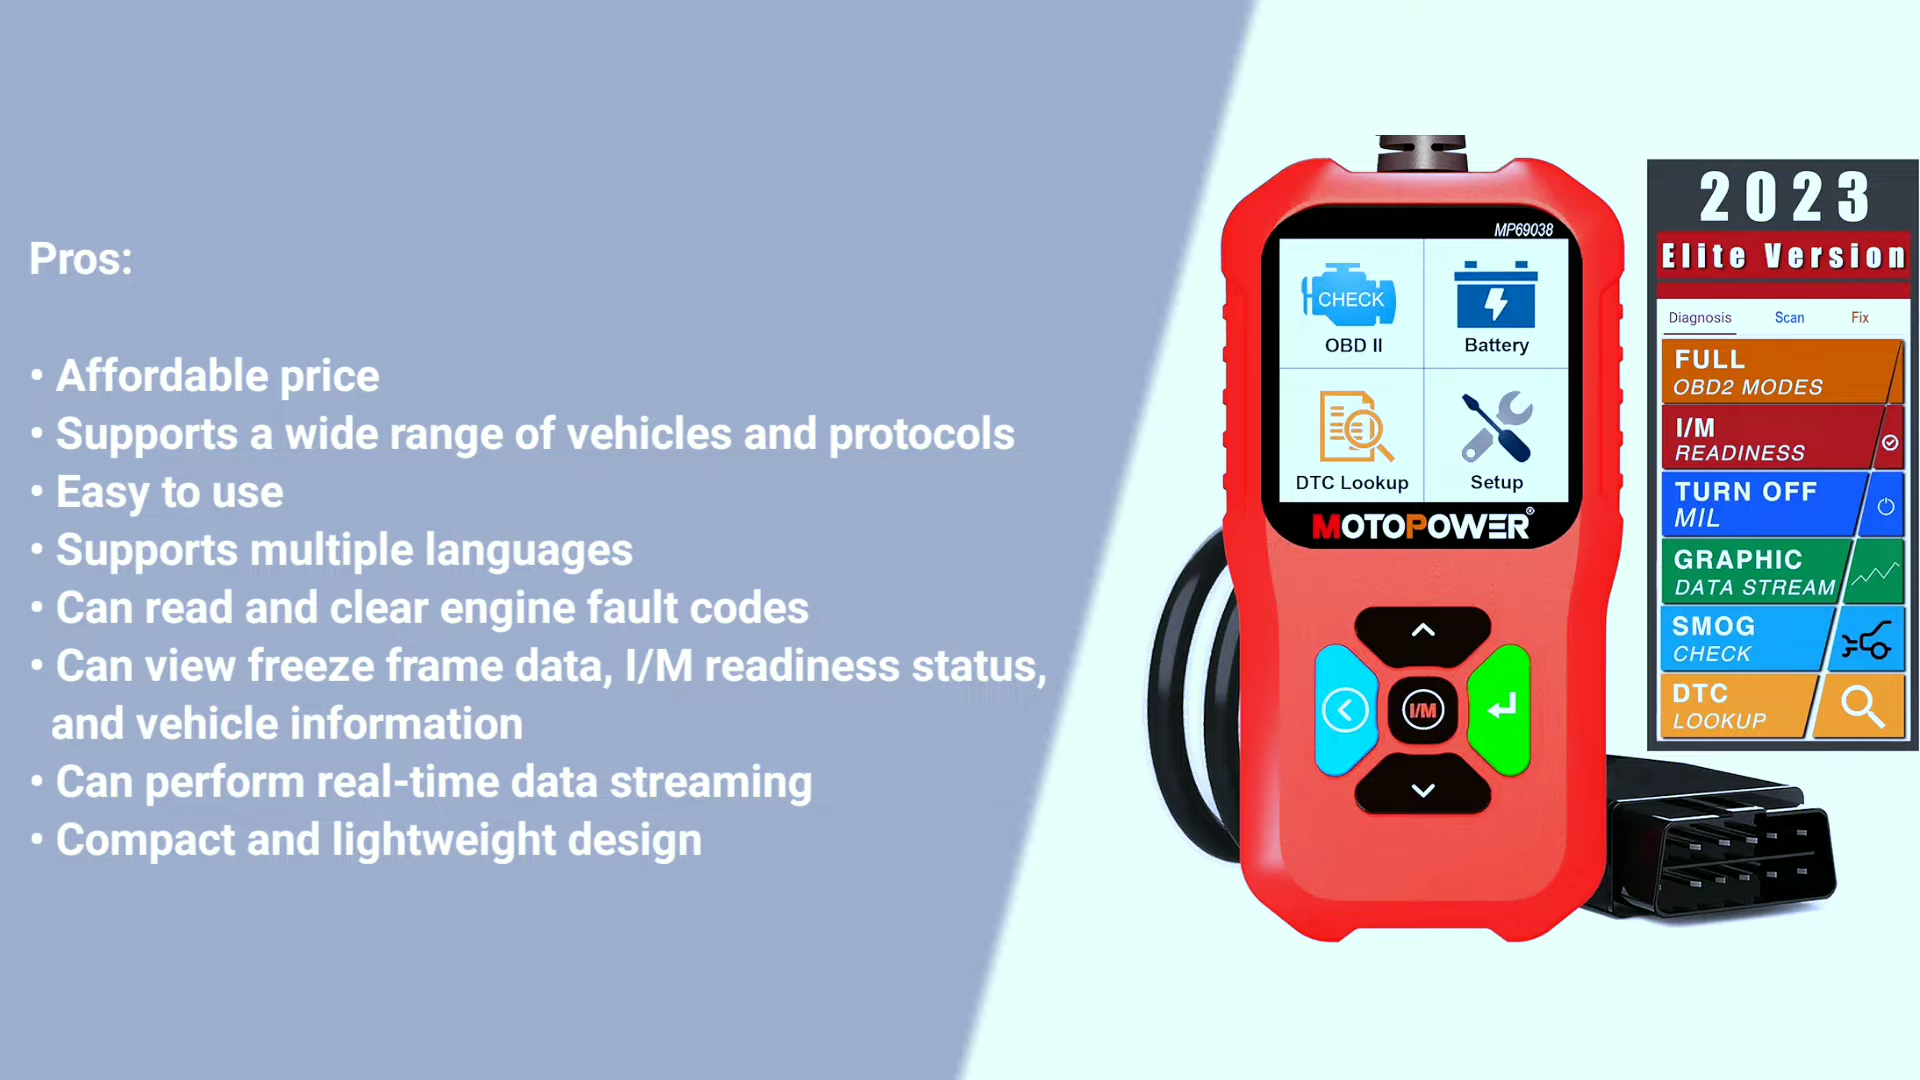 Pros:
• Affordable price
• Supports a wide range of vehicles and protocols
• Easy to use
• Supports multiple languages
• Can read and clear engine fault codes
• Can view freeze frame data, I/M readiness status,
and vehicle information
• Can perform real-time data streaming
• Compact and lightweight design
MP69038
CHECK
OBD II
Battery
DTC Lookup
Setup
MOTOPOWER®
I/M
2023
Elite Version
Diagnosis Scan Fix
FULL
OBD2 MODES
I/M
READINESS
TURN OFF
MIL
GRAPHIC
DATA STREAM
SMOG
CHECK
DTC
LOOKUP